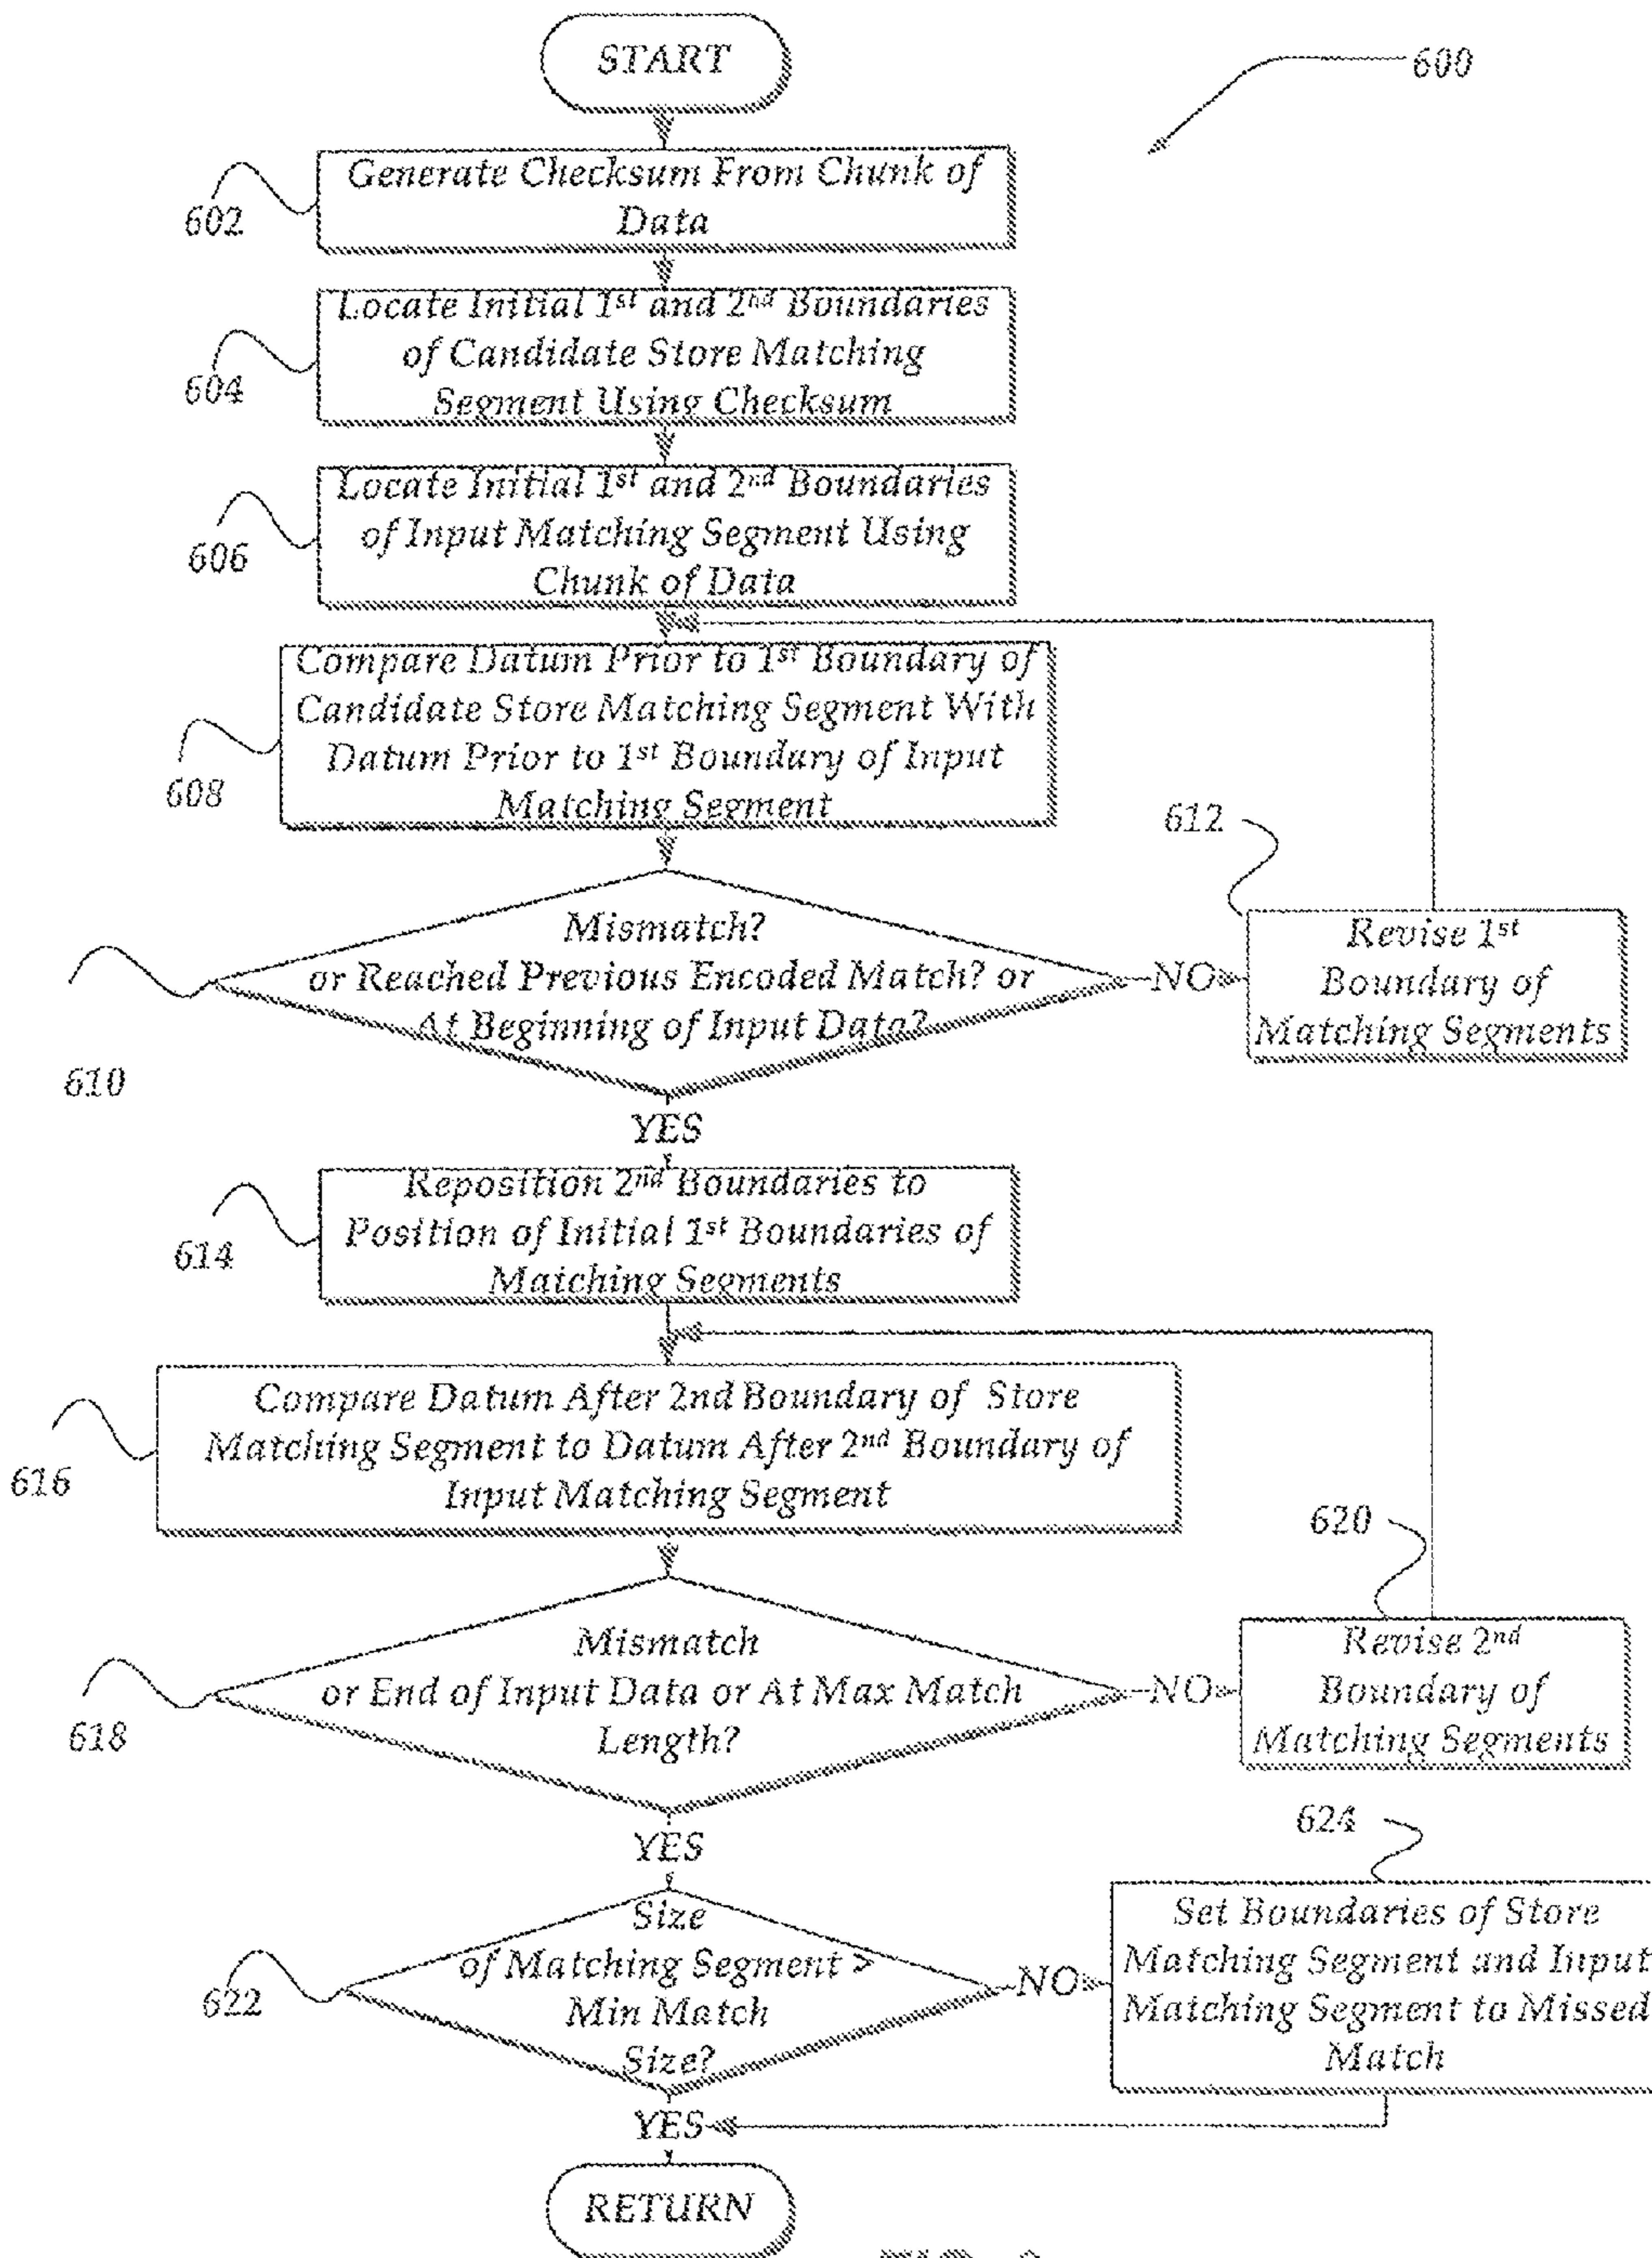 START
600
Generate Checksum From Chunk of
Data
602
Locate Initial 1st and 2nd Boundaries
of Candidate Store Matching
Segment Using Checksum
604
Locate Initial 1st and 2nd Boundaries
of Input Matching Segment Using
Chunk of Data
606
Compare Datum Prior to 1st Boundary of
Candidate Store Matching Segment With
Datum Prior to 1st Boundary of Input
Matching Segment
608
612
Mismatch?
or Reached Previous Encoded Match? or
At Beginning of Input Data?
NO
Revise 1st
Boundary of
Matching Segments
610
YES
Reposition 2nd Boundaries to
Position of Initial 1st Boundaries of
Matching Segments
614
Compare Datum After 2nd Boundary of Store
Matching Segment to Datum After 2nd Boundary of
Input Matching Segment
616
620
Mismatch
or End of Input Data or At Max Match
Length?
NO
Revise 2nd
Boundary of
Matching Segments
618
YES
624
Size
of Matching Segment >
Min Match
Size?
622
NO
Set Boundaries of Store
Matching Segment and Input
Matching Segment to Missed
Match
YES
RETURN